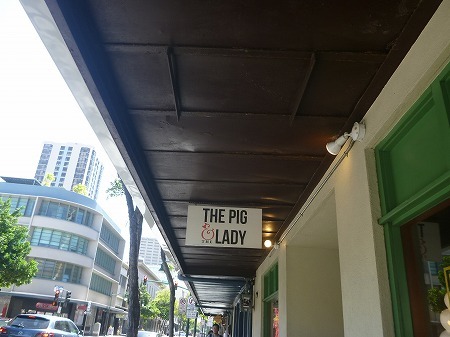 THE PIG
& THE LADY